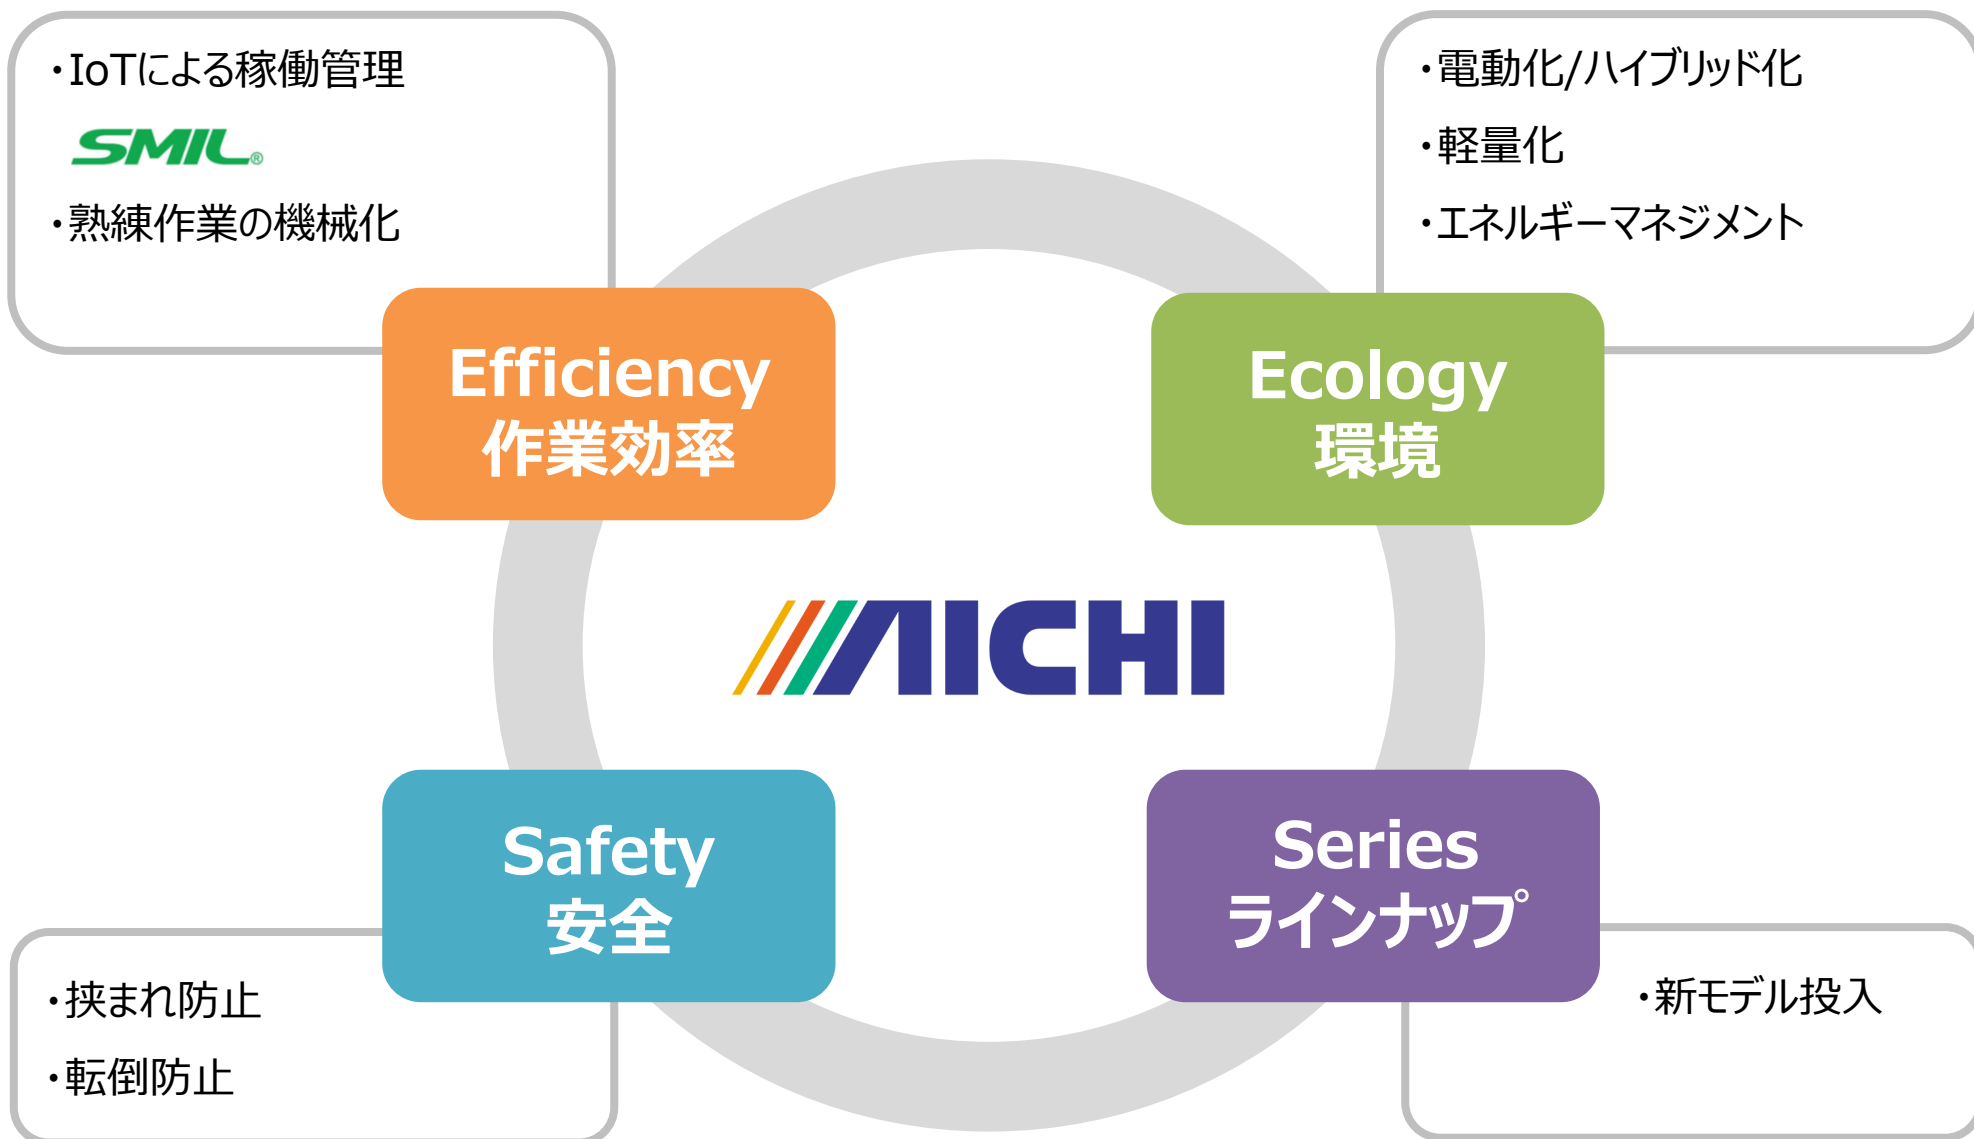 ・IoTによる稼働管理
SMIL®
・熟練作業の機械化
Efficiency
作業効率
・電動化/ハイブリッド化
・軽量化
・エネルギーマネジメント
Ecology
環境
AICHI
Safety
安全
・挟まれ防止
・転倒防止
Series
ラインナップ
・新モデル投入